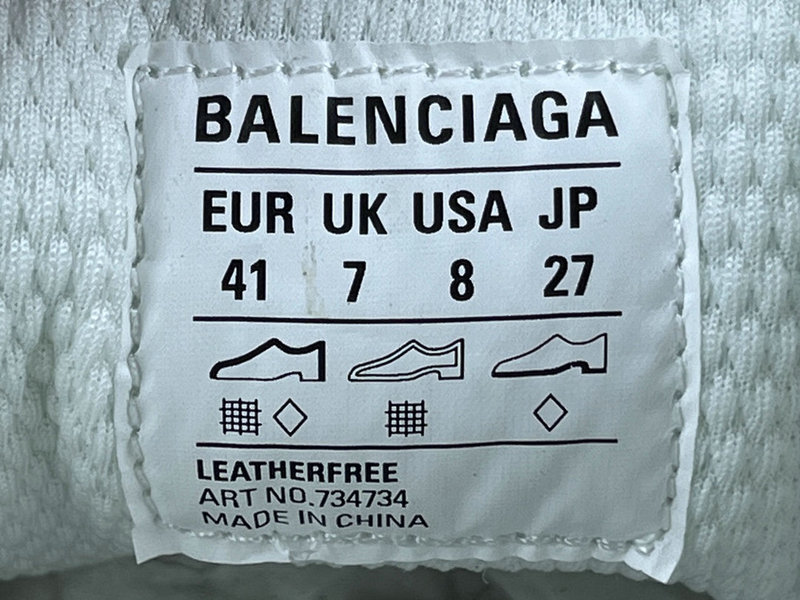 BALENCIAGA
EUR UK USA JP
41 7 8 27
LEATHERFREE
ART NO.734734
MADE IN CHINA